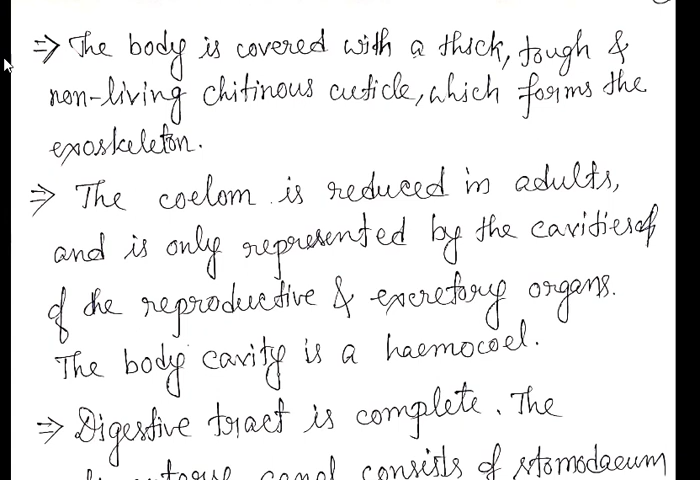 ⇒ The body is covered with a thick, tough &
non-living chitinous cuticle, which forms the
exoskeleton.
⇒ The coelom is reduced in adults,
and is only represented by the cavities of
of the reproductive & excretory organs.
The body cavity is a haemocoel.
⇒ Digestive tract is complete. The
canal consists of stomodaeum